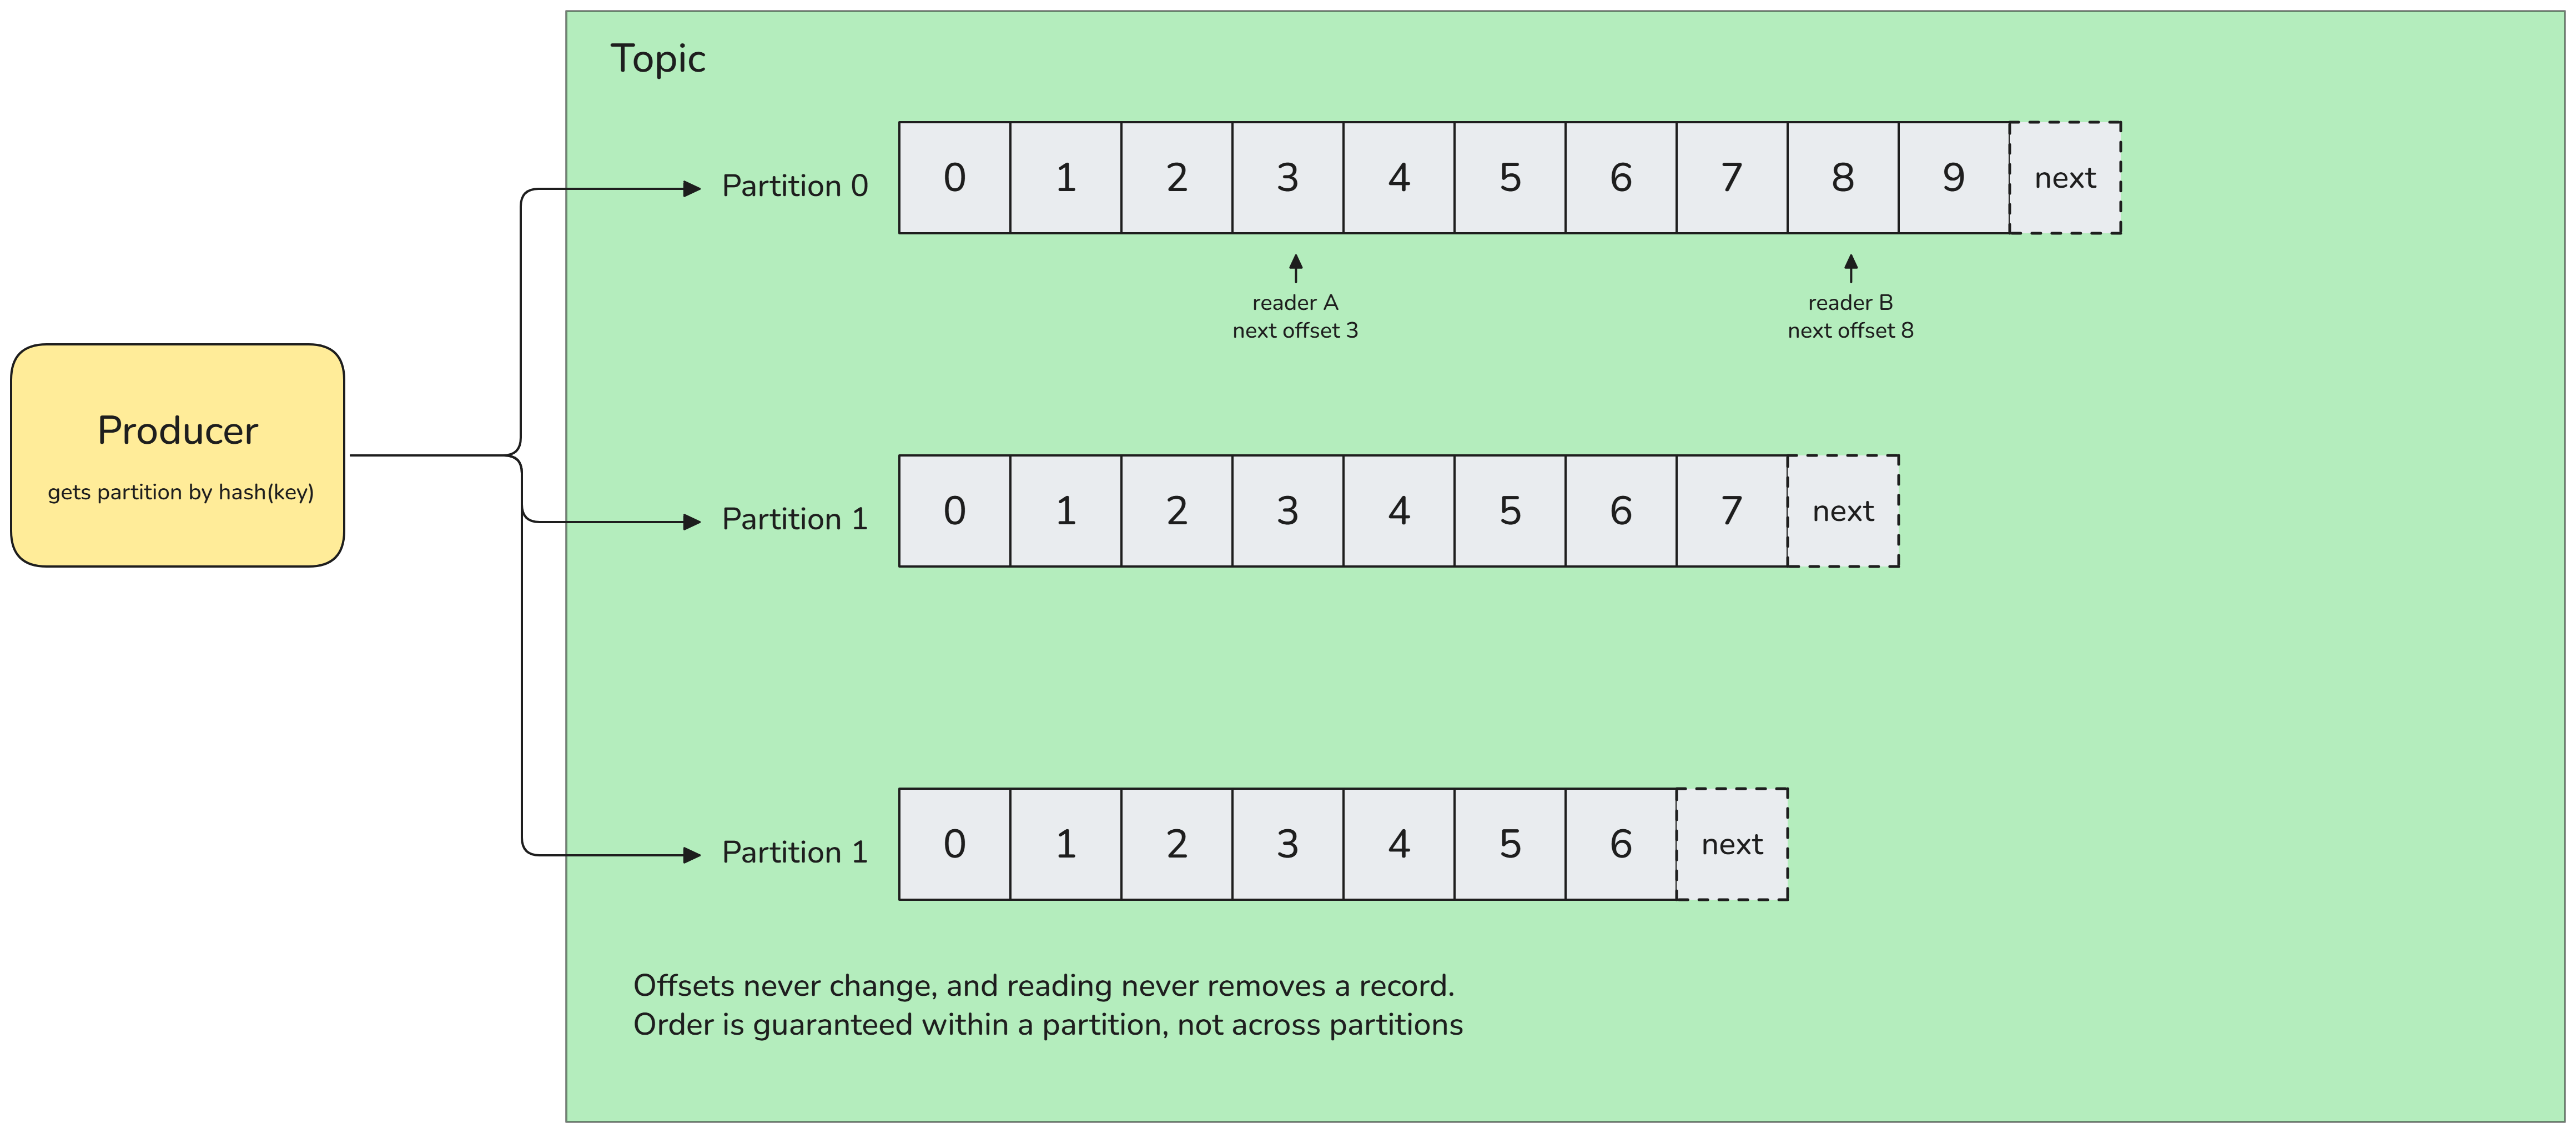 Topic
Partition 0
0 1 2 3 4 5 6 7 8 9 next
reader A
next offset 3
reader B
next offset 8
Producer
gets partition by hash(key)
Partition 1
0 1 2 3 4 5 6 7 next
Partition 1
0 1 2 3 4 5 6 next
Offsets never change, and reading never removes a record.
Order is guaranteed within a partition, not across partitions